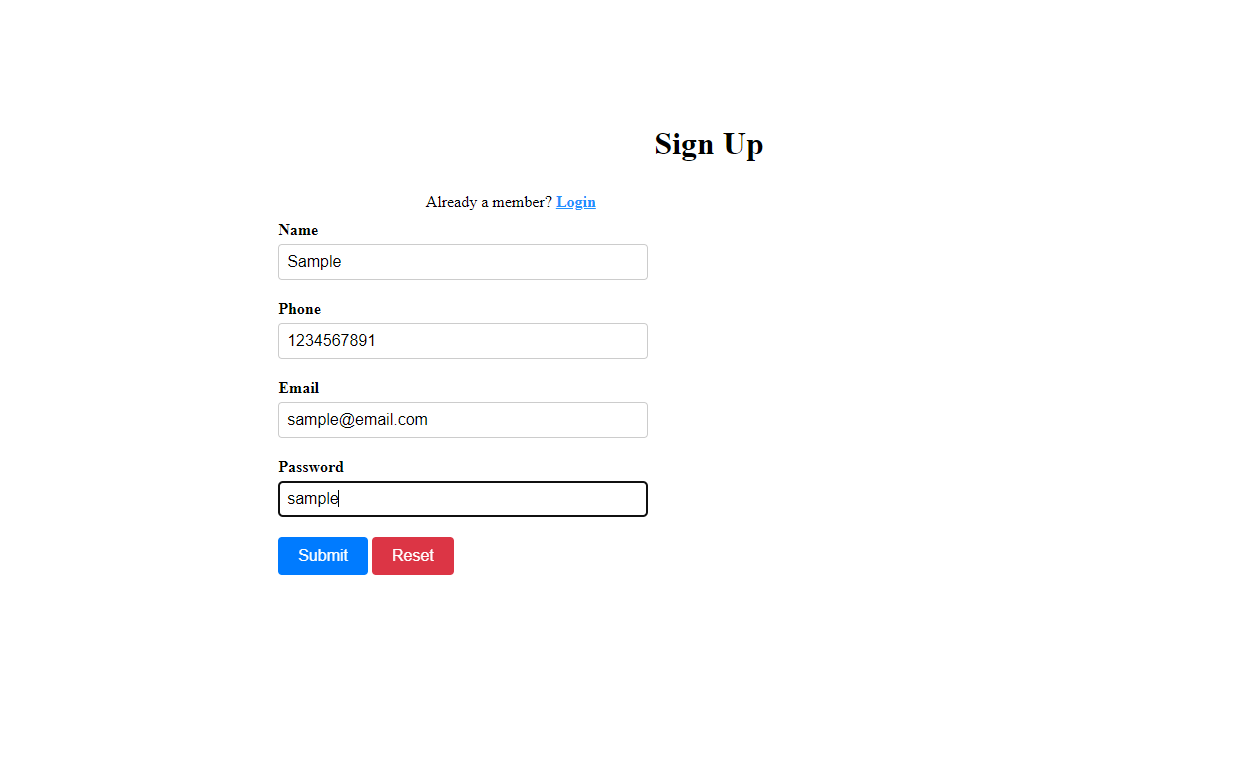 Sign Up
Already a member? Login
Name
Sample
Phone
1234567891
Email
sample@email.com
Password
sample
Submit Reset